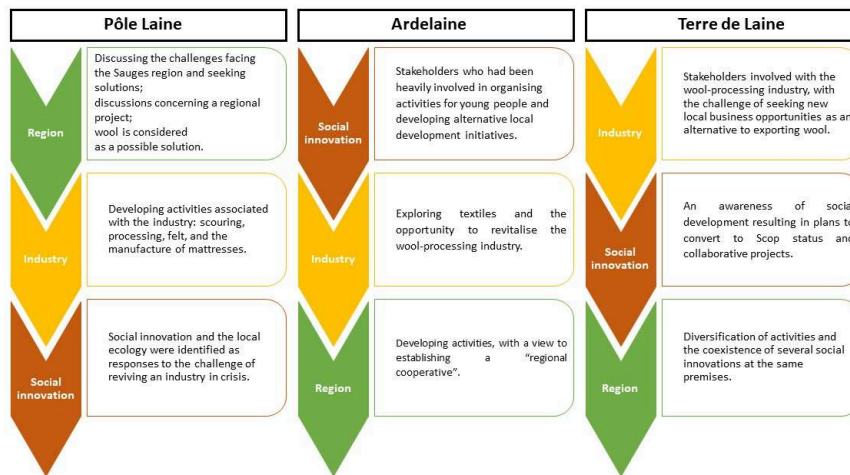 Pôle Laine
Region
Discussing the challenges facing
the Sauges region and seeking
solutions;
discussions concerning a regional
project;
wool is considered
as a possible solution.
Industry
Developing activities associated
with the industry: scouring,
processing, felt, and the
manufacture of mattresses.
Social
innovation
Social innovation and the local
ecology were identified as
responses to the challenge of
reviving an industry in crisis.
Ardelaine
Social
innovation
Stakeholders who had been
heavily involved in organising
activities for young people and
developing alternative local
development initiatives.
Industry
Exploring textiles and the
opportunity to revitalise the
wool-processing industry.
Region
Developing activities, with a view to
establishing a "regional
cooperative".
Terre de Laine
Industry
Stakeholders involved with the
wool-processing industry, with
the challenge of seeking new
local business opportunities as an
alternative to exporting wool.
Social
innovation
An awareness of social
development resulting in plans to
convert to Scop status and
collaborative projects.
Region
Diversification of activities and
the coexistence of several social
innovations at the same
premises.